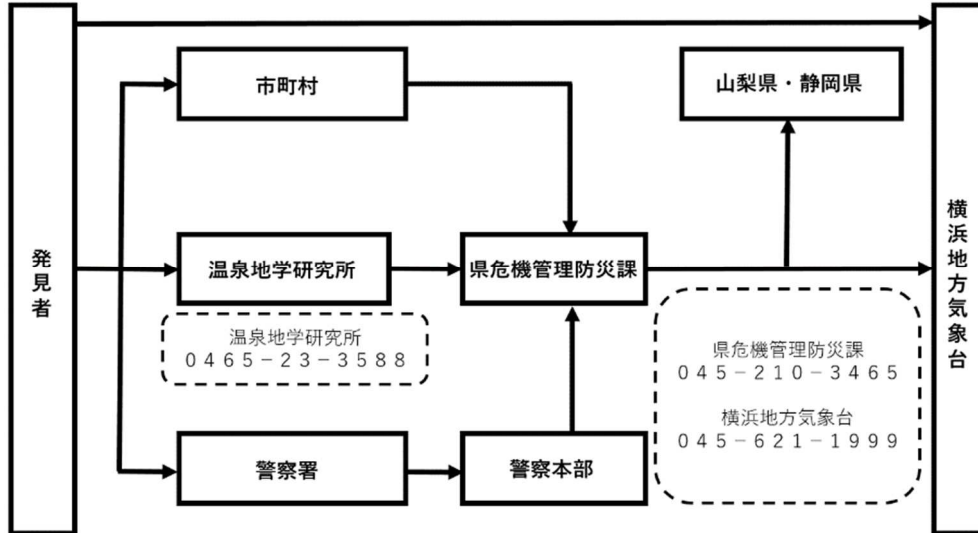 発見者
市町村
山梨県・静岡県
温泉地学研究所
県危機管理防災課
横浜地方気象台
温泉地学研究所
0465-23-3588
県危機管理防災課
045-210-3465
横浜地方気象台
045-621-1999
警察署
警察本部